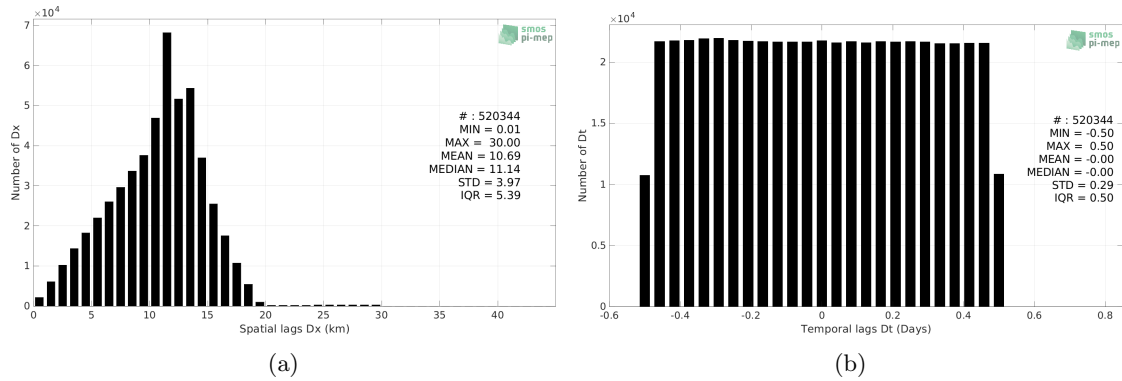 ×10⁴
7
6
5
4
3
2
1
0
Number of Dx
0 5 10 15 20 25 30 35 40
Spatial lags Dx (km)
smos
pi-mep
# : 520344
MIN = 0.01
MAX = 30.00
MEAN = 10.69
MEDIAN = 11.14
STD = 3.97
IQR = 5.39
(a)
×10⁴
2
1.5
1
0.5
0
Number of Dt
-0.6 -0.4 -0.2 0 0.2 0.4 0.6 0.8
Temporal lags Dt (Days)
smos
pi-mep
# : 520344
MIN = -0.50
MAX = 0.50
MEAN = -0.00
MEDIAN = -0.00
STD = 0.29
IQR = 0.50
(b)